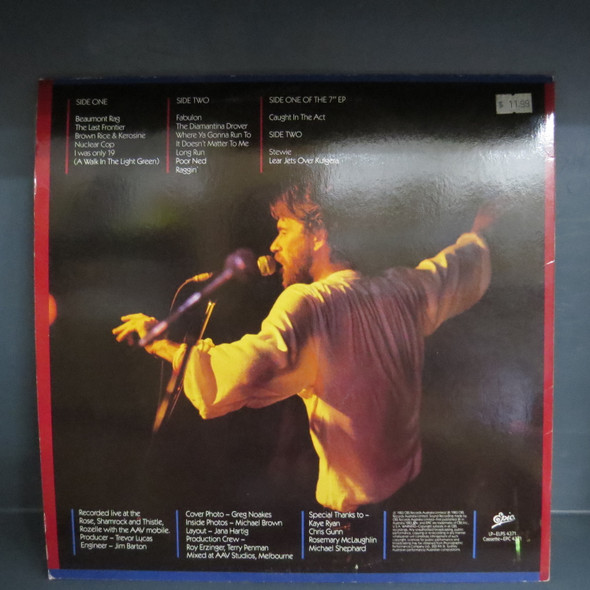 SIDE ONE
Beaumont Rag
The Last Frontier
Brown Rice & Kerosine
Nuclear Cop
I was only 19
(A Walk In The Light Green)
SIDE TWO
Fabulon
The Diamantina Drover
Where Ya Gonna Run To
It Doesn't Matter To Me
Long Run
Poor Ned
Raggin'
SIDE ONE OF THE 7" EP
Caught In The Act
SIDE TWO
Stewie
Lear Jets Over Kulgera
$ 11.99
Recorded live at the
Rose, Shamrock and Thistle,
Rozelle with the AAV mobile.
Producer – Trevor Lucas
Engineer – Jim Barton
Cover Photo – Greg Noakes
Inside Photos – Michael Brown
Layout – Jana Hartig
Production Crew –
Roy Erzinger, Terry Penman
Mixed at AAV Studios, Melbourne
Special Thanks to –
Kaye Ryan
Chris Gunn
Rosemary McLaughlin
Michael Shephard
Epic
LP–ELPS 4371
Cassette–EPC